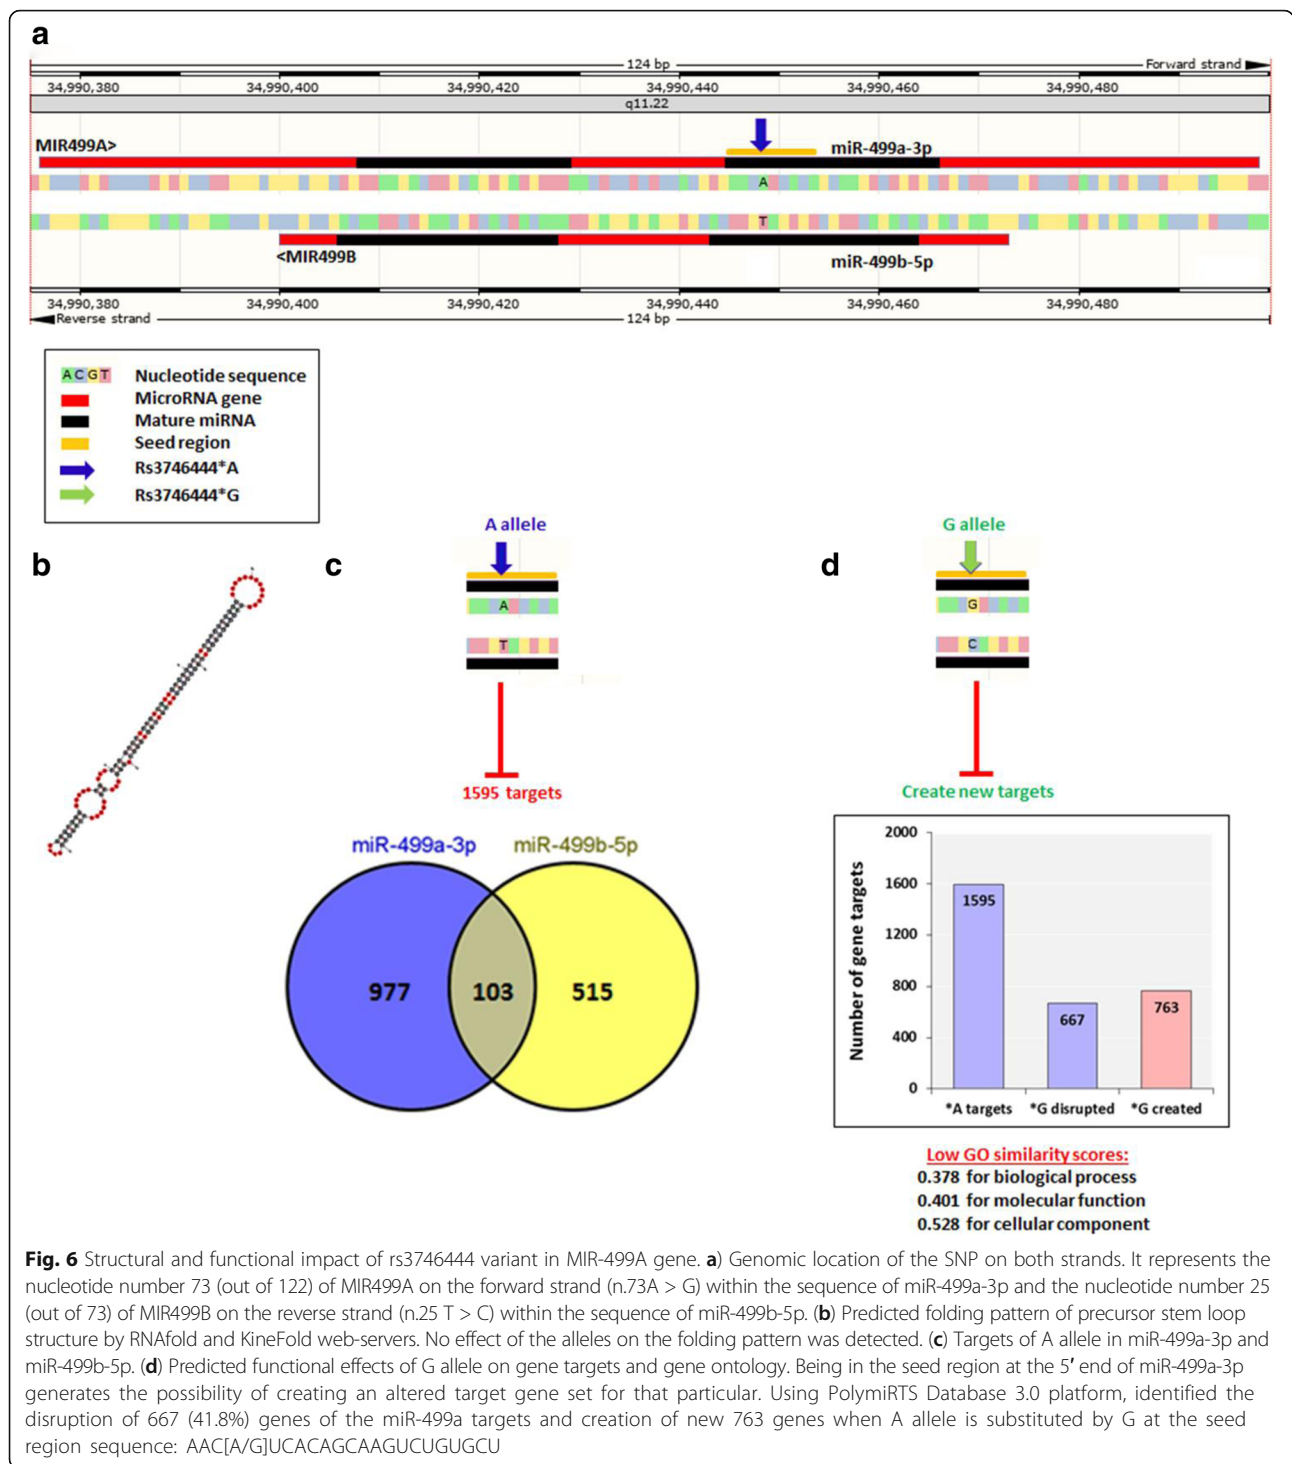 a
124 bp
Forward strand
34,990,380 34,990,400 34,990,420 34,990,440 34,990,460 34,990,480
q11.22
MIR499A>
miR-499a-3p
A
T
<MIR499B
miR-499b-5p
34,990,380 34,990,400 34,990,420 34,990,440 34,990,460 34,990,480
Reverse strand
124 bp
A C G T Nucleotide sequence
MicroRNA gene
Mature miRNA
Seed region
Rs3746444*A
Rs3746444*G
b
c
A allele
A
T
1595 targets
miR-499a-3p
miR-499b-5p
977
103
515
d
G allele
G
C
Create new targets
Number of gene targets
2000
1600
1200
800
400
0
1595
667
763
*A targets
*G disrupted
*G created
Low GO similarity scores:
0.378 for biological process
0.401 for molecular function
0.528 for cellular component
Fig. 6 Structural and functional impact of rs3746444 variant in MIR-499A gene. a) Genomic location of the SNP on both strands. It represents the
nucleotide number 73 (out of 122) of MIR499A on the forward strand (n.73A > G) within the sequence of miR-499a-3p and the nucleotide number 25
(out of 73) of MIR499B on the reverse strand (n.25 T > C) within the sequence of miR-499b-5p. (b) Predicted folding pattern of precursor stem loop
structure by RNAfold and KineFold web-servers. No effect of the alleles on the folding pattern was detected. (c) Targets of A allele in miR-499a-3p and
miR-499b-5p. (d) Predicted functional effects of G allele on gene targets and gene ontology. Being in the seed region at the 5′ end of miR-499a-3p
generates the possibility of creating an altered target gene set for that particular. Using PolymiRTS Database 3.0 platform, identified the
disruption of 667 (41.8%) genes of the miR-499a targets and creation of new 763 genes when A allele is substituted by G at the seed
region sequence: AAC[A/G]UCACAGCAAGUCUGUGCU